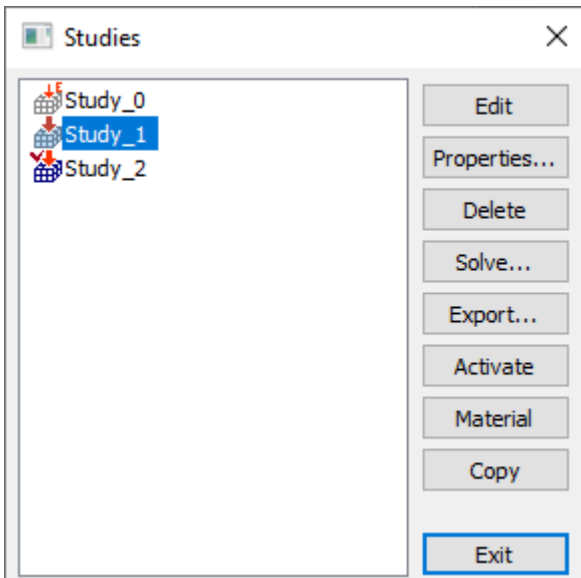 Studies
Study_0
Study_1
Study_2
Edit
Properties...
Delete
Solve...
Export...
Activate
Material
Copy
Exit